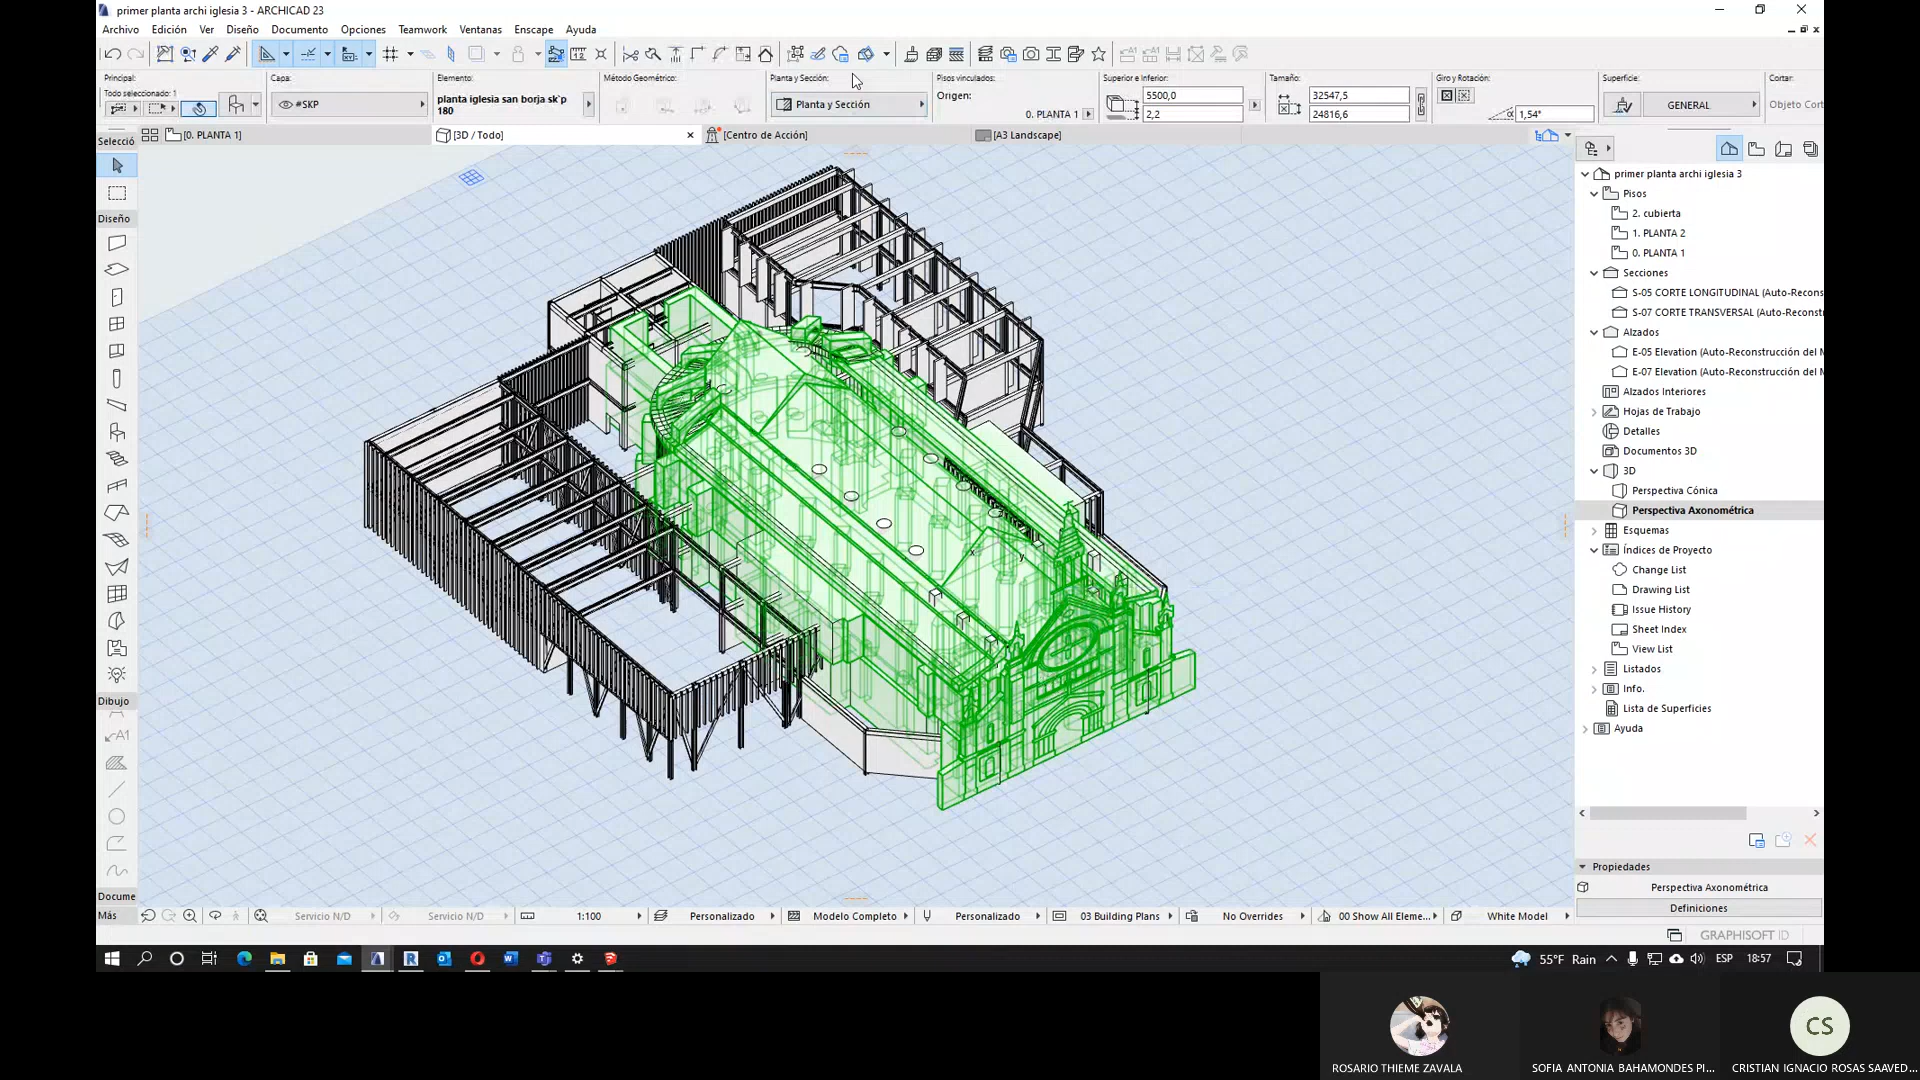 primer planta archi iglesia 3 - ARCHICAD 23
Archivo Edición Ver Diseño Documento Opciones Teamwork Ventanas Enscape Ayuda
Principal: Capa: Elemento: Método Geométrico: Planta y Sección: Pisos vinculados: Superior e Inferior: Tamaño: Giro y Rotación: Superficie: Cortar:
Todo seleccionado: 1
#SKP
planta iglesia san borja sk`p
180
Planta y Sección
Origen:
0. PLANTA 1
5500,0
2,2
32547,5
24816,6
1,54°
GENERAL
Objeto Cort
Selecció
[0. PLANTA 1]
[3D / Todo]
[Centro de Acción]
[A3 Landscape]
Diseño
Dibujo
A1
Docume
Más
x
y
primer planta archi iglesia 3
Pisos
2. cubierta
1. PLANTA 2
0. PLANTA 1
Secciones
S-05 CORTE LONGITUDINAL (Auto-Recons
S-07 CORTE TRANSVERSAL (Auto-Reconst
Alzados
E-05 Elevation (Auto-Reconstrucción del M
E-07 Elevation (Auto-Reconstrucción del M
Alzados Interiores
Hojas de Trabajo
Detalles
Documentos 3D
3D
Perspectiva Cónica
Perspectiva Axonométrica
Esquemas
Índices de Proyecto
Change List
Drawing List
Issue History
Sheet Index
View List
Listados
Info.
Lista de Superficies
Ayuda
Propiedades
Perspectiva Axonométrica
Definiciones
Servicio N/D Servicio N/D 1:100 Personalizado Modelo Completo Personalizado 03 Building Plans No Overrides 00 Show All Eleme... White Model
GRAPHISOFT ID
55°F Rain ESP 18:57
CS
ROSARIO THIEME ZAVALA
SOFIA ANTONIA BAHAMONDES PI...
CRISTIAN IGNACIO ROSAS SAAVED...